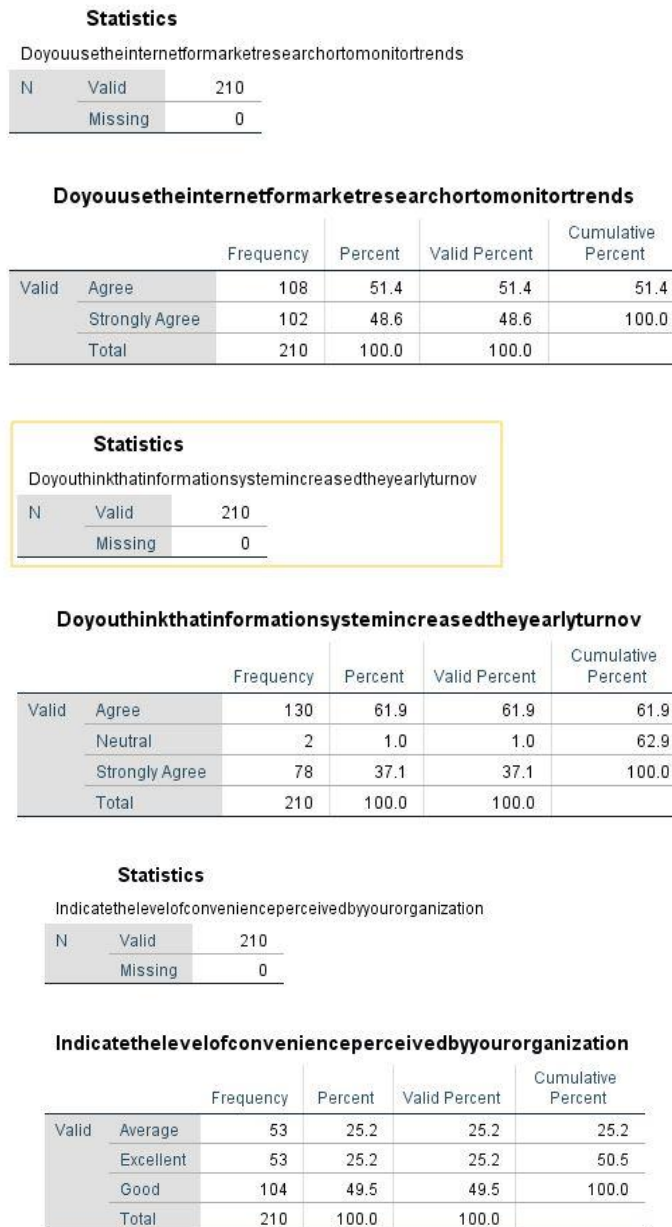 Statistics
Doyouusetheinternetformarketresearchortomonitortrends
N Valid 210
Missing 0
Doyouusetheinternetformarketresearchortomonitortrends
Frequency Percent Valid Percent Cumulative Percent
Valid Agree 108 51.4 51.4 51.4
Strongly Agree 102 48.6 48.6 100.0
Total 210 100.0 100.0
Statistics
Doyouthinkthatinformationsystemincreasedtheyearlyturnov
N Valid 210
Missing 0
Doyouthinkthatinformationsystemincreasedtheyearlyturnov
Frequency Percent Valid Percent Cumulative Percent
Valid Agree 130 61.9 61.9 61.9
Neutral 2 1.0 1.0 62.9
Strongly Agree 78 37.1 37.1 100.0
Total 210 100.0 100.0
Statistics
Indicatethelevelofconvenienceperceivedbyyourorganization
N Valid 210
Missing 0
Indicatethelevelofconvenienceperceivedbyyourorganization
Frequency Percent Valid Percent Cumulative Percent
Valid Average 53 25.2 25.2 25.2
Excellent 53 25.2 25.2 50.5
Good 104 49.5 49.5 100.0
Total 210 100.0 100.0